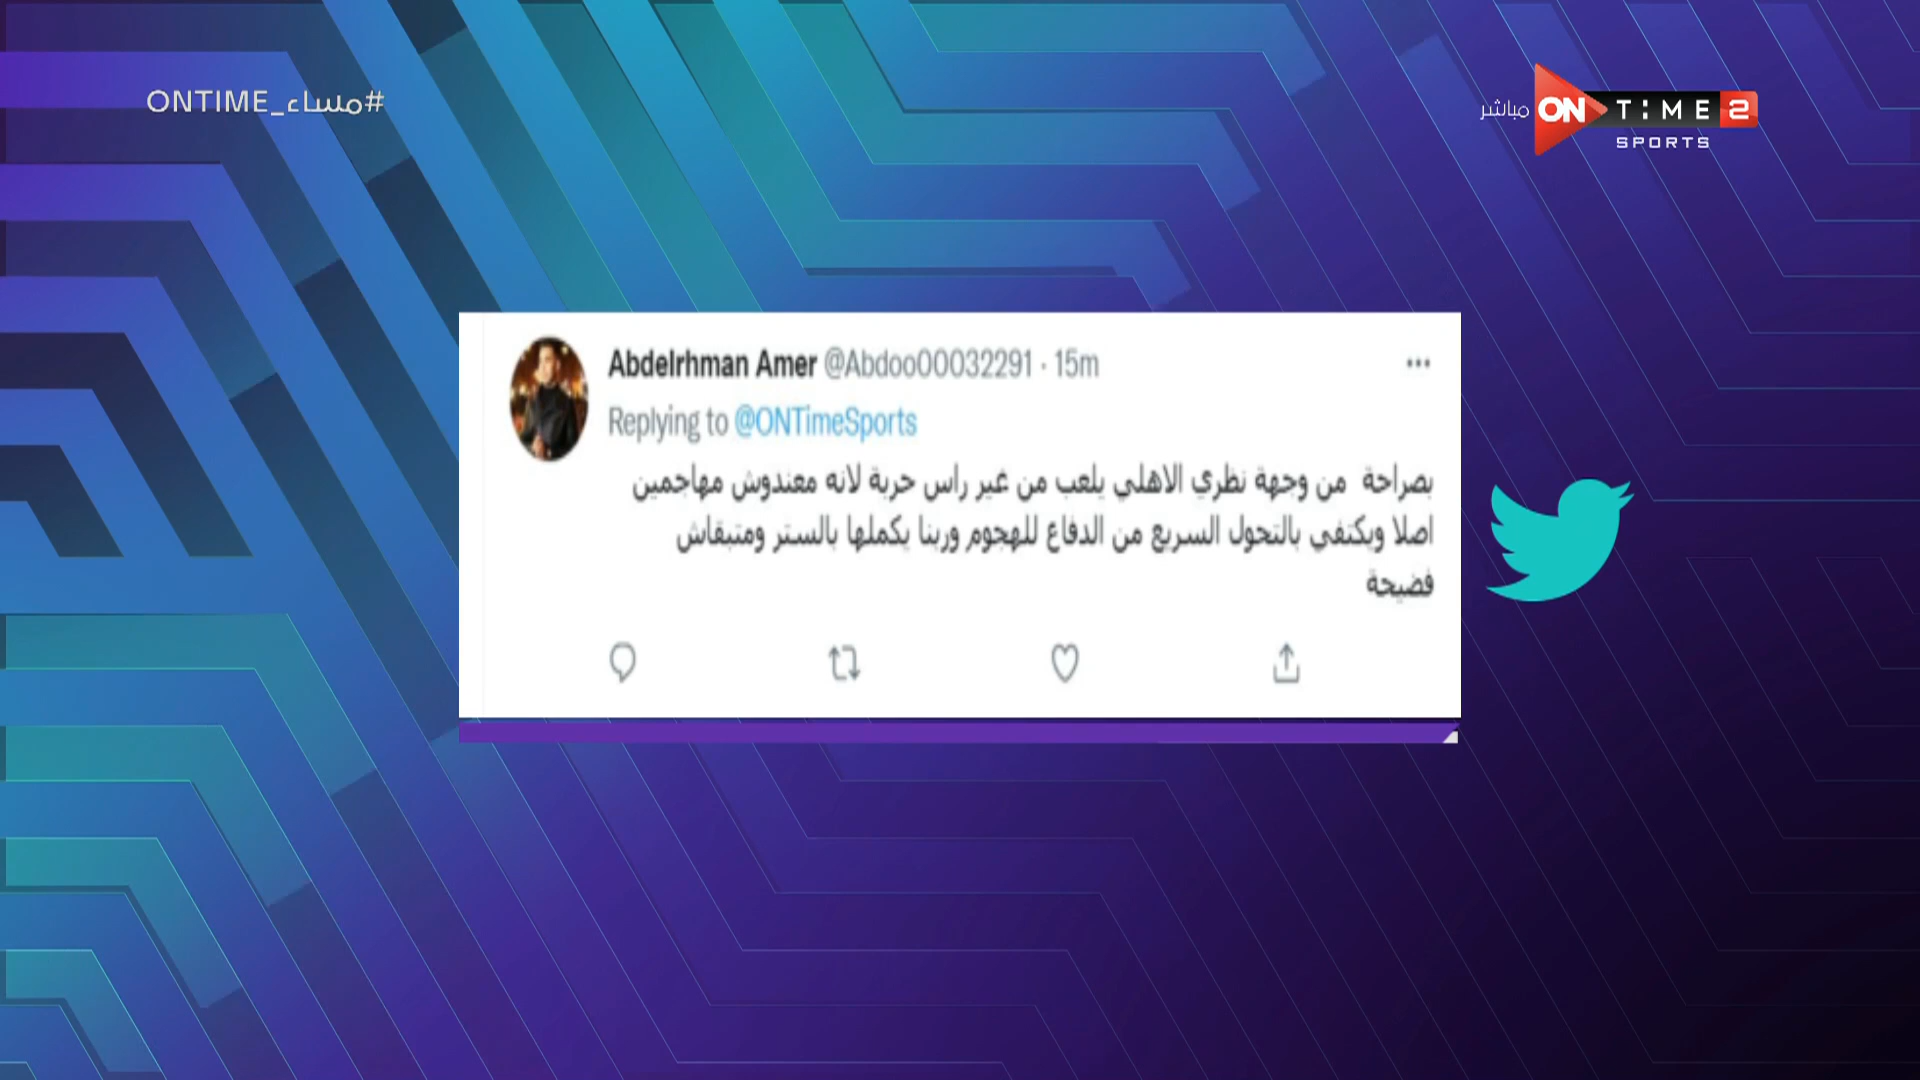 #مساء_ONTIME
مباشر ON TIME 2
SPORTS
Abdelrhman Amer @Abdoo00032291 · 15m
Replying to @ONTimeSports
بصراحة من وجهة نظري الاهلي يلعب من غير راس حربة لانه معندوش مهاجمين
اصلا ويكتفي بالتحول السريع من الدفاع للهجوم وربنا يكملها بالستر ومتبقاش
فضيحة